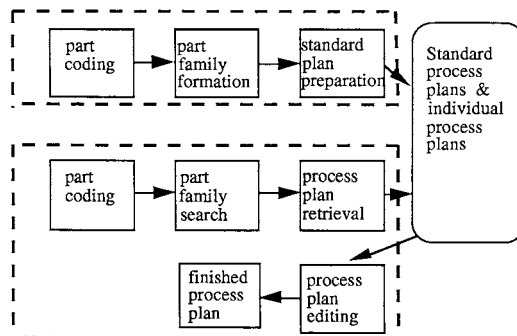 part
coding
part
family
formation
standard
plan
preparation
Standard
process
plans &
individual
process
plans
part
coding
part
family
search
process
plan
retrieval
finished
process
plan
process
plan
editing